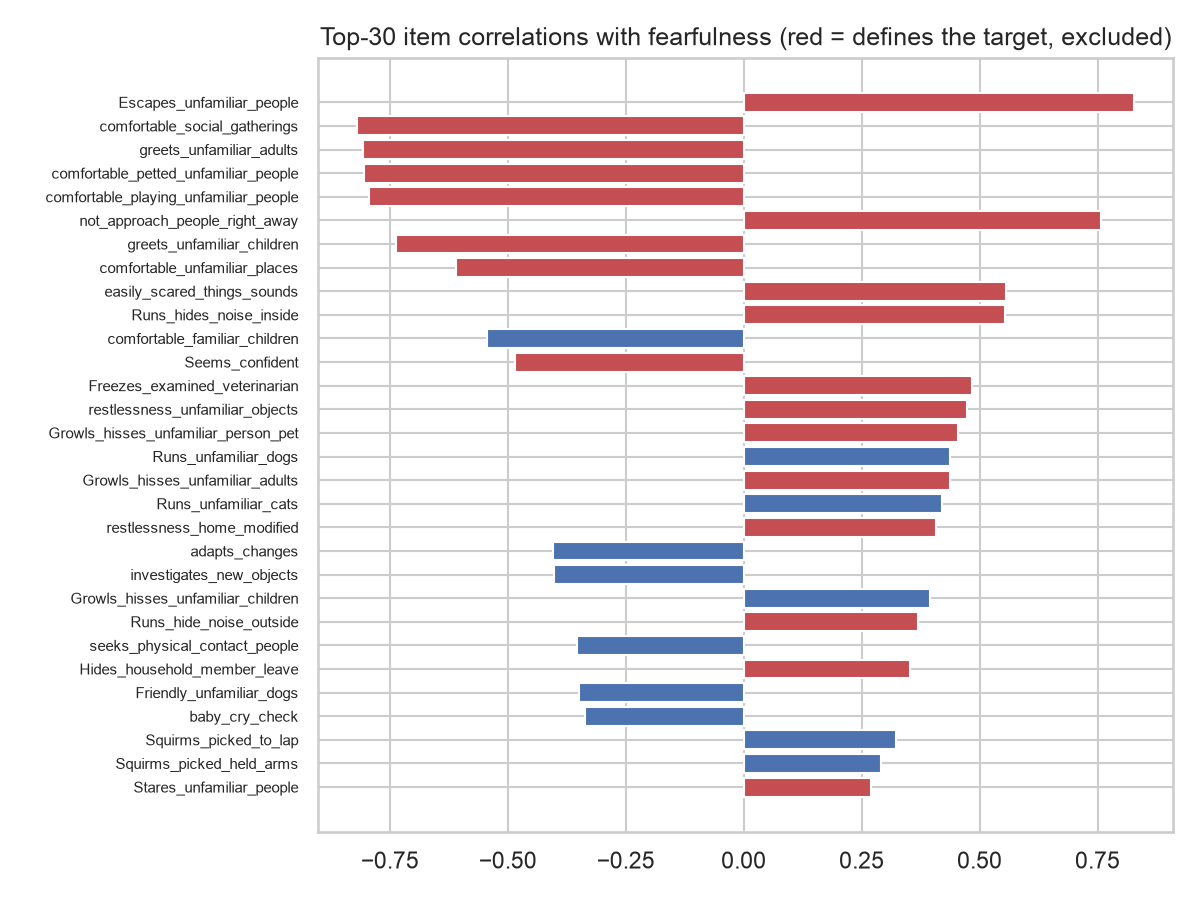 Top-30 item correlations with fearfulness (red = defines the target, excluded)
Escapes_unfamiliar_people
comfortable_social_gatherings
greets_unfamiliar_adults
comfortable_petted_unfamiliar_people
comfortable_playing_unfamiliar_people
not_approach_people_right_away
greets_unfamiliar_children
comfortable_unfamiliar_places
easily_scared_things_sounds
Runs_hides_noise_inside
comfortable_familiar_children
Seems_confident
Freezes_examined_veterinarian
restlessness_unfamiliar_objects
Growls_hisses_unfamiliar_person_pet
Runs_unfamiliar_dogs
Growls_hisses_unfamiliar_adults
Runs_unfamiliar_cats
restlessness_home_modified
adapts_changes
investigates_new_objects
Growls_hisses_unfamiliar_children
Runs_hide_noise_outside
seeks_physical_contact_people
Hides_household_member_leave
Friendly_unfamiliar_dogs
baby_cry_check
Squirms_picked_to_lap
Squirms_picked_held_arms
Stares_unfamiliar_people
−0.75 −0.50 −0.25 0.00 0.25 0.50 0.75